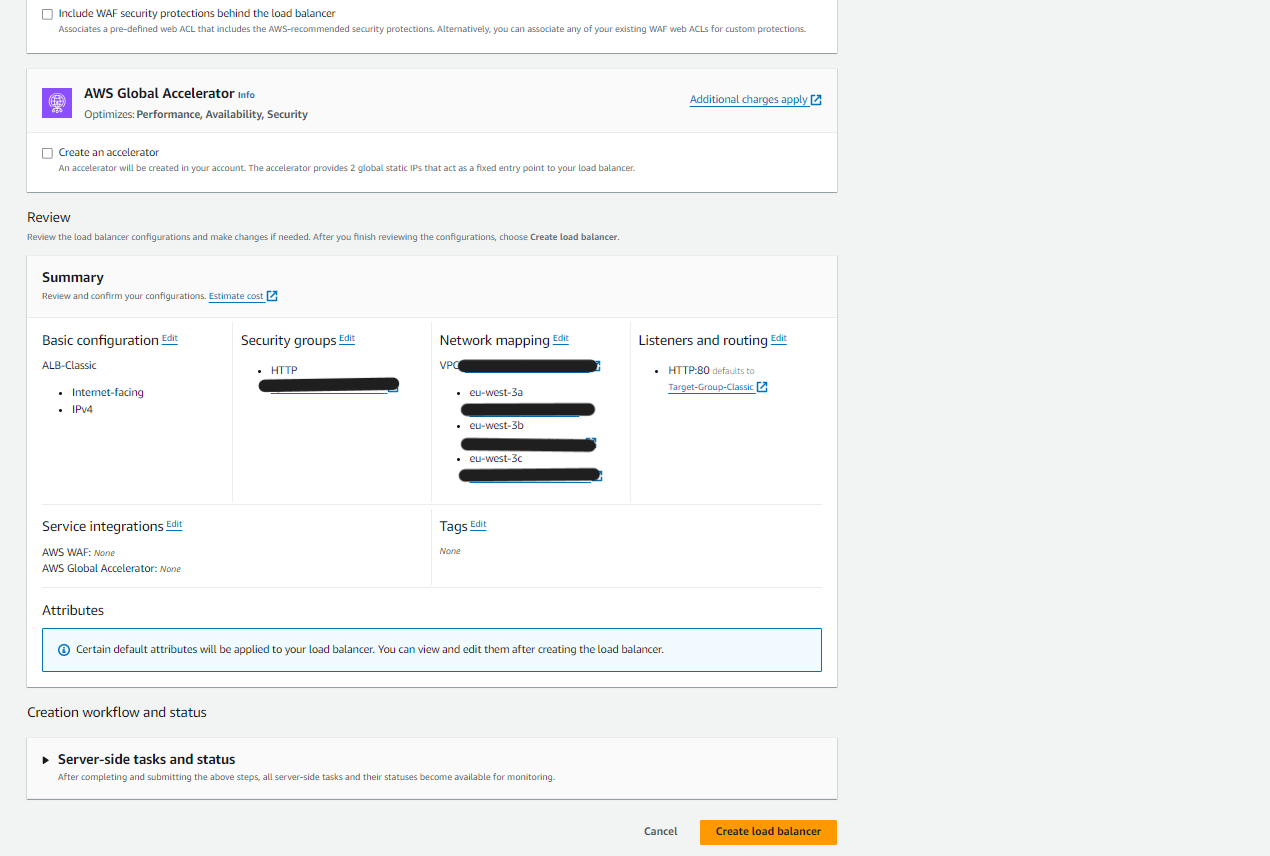 Include WAF security protections behind the load balancer
Associates a pre-defined web ACL that includes the AWS-recommended security protections. Alternatively, you can associate any of your existing WAF web ACLs for custom protections.
AWS Global Accelerator Info
Optimizes: Performance, Availability, Security
Additional charges apply
Create an accelerator
An accelerator will be created in your account. The accelerator provides 2 global static IPs that act as a fixed entry point to your load balancer.
Review
Review the load balancer configurations and make changes if needed. After you finish reviewing the configurations, choose Create load balancer.
Summary
Review and confirm your configurations. Estimate cost
Basic configuration Edit
ALB-Classic
• Internet-facing
• IPv4
Security groups Edit
• HTTP
Network mapping Edit
VPC
• eu-west-3a
• eu-west-3b
• eu-west-3c
Listeners and routing Edit
• HTTP:80 defaults to
Target-Group-Classic
Service integrations Edit
AWS WAF: None
AWS Global Accelerator: None
Tags Edit
None
Attributes
Certain default attributes will be applied to your load balancer. You can view and edit them after creating the load balancer.
Creation workflow and status
Server-side tasks and status
After completing and submitting the above steps, all server-side tasks and their statuses become available for monitoring.
Cancel
Create load balancer